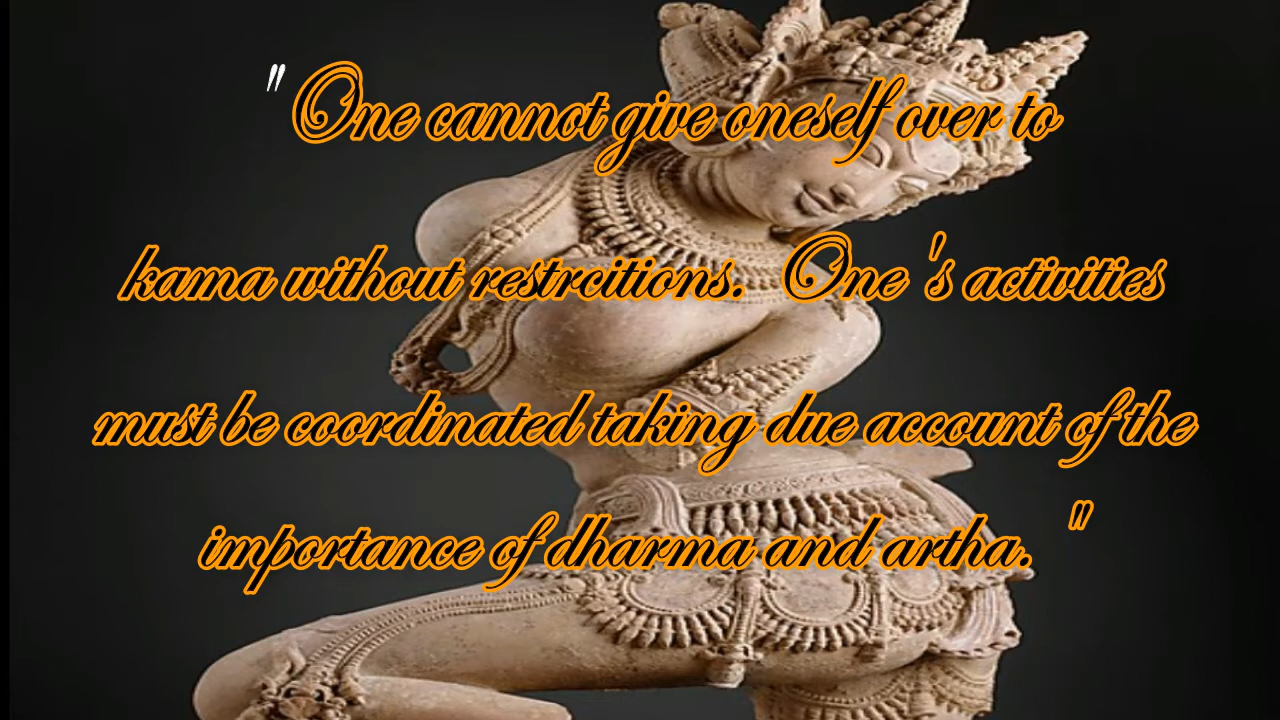 " One cannot give oneself over to
kama without restrcitions. One 's activities
must be coordinated taking due account of the
importance of dharma and artha. "